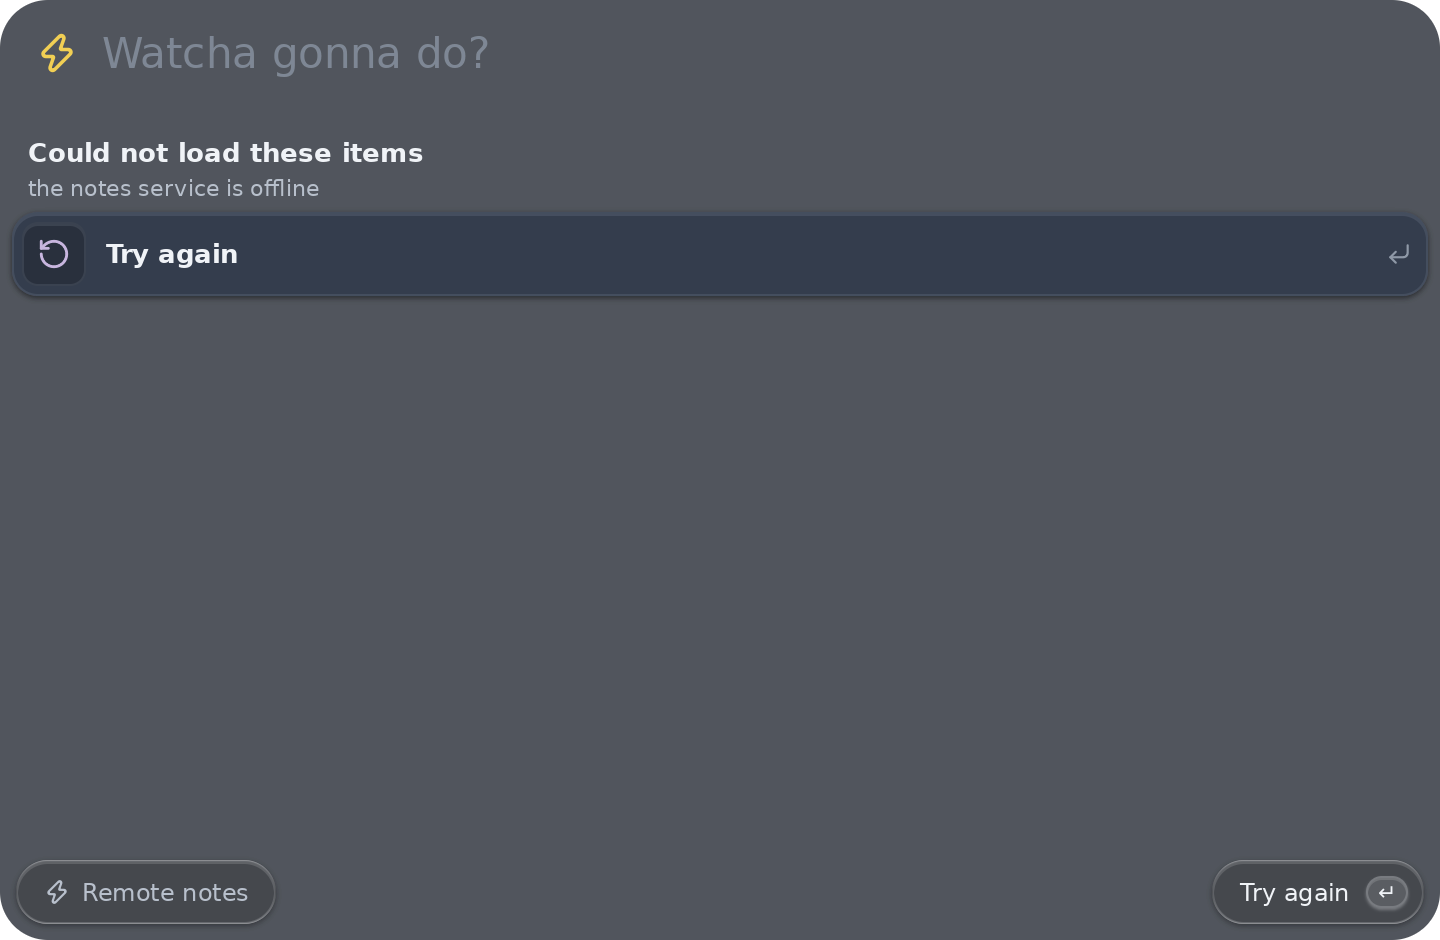 Watcha gonna do?
Could not load these items
the notes service is offline
Try again
Remote notes
Try again